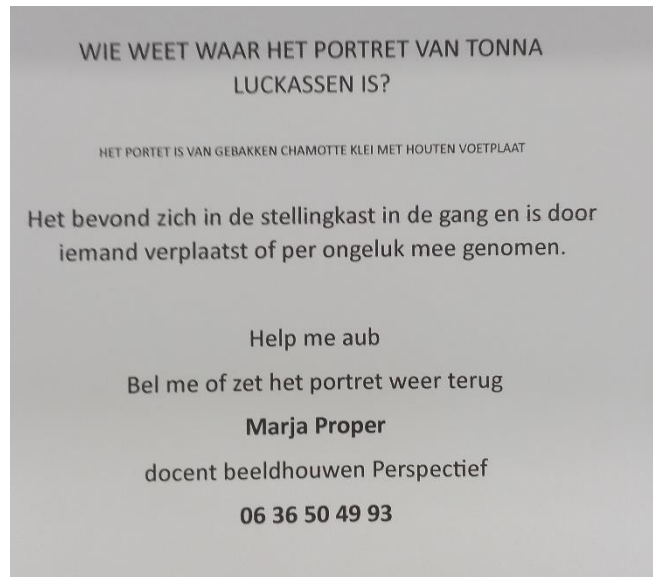 WIE WEET WAAR HET PORTRET VAN TONNA
LUCKASSEN IS?
HET PORTET IS VAN GEBAKKEN CHAMOTTE KLEI MET HOUTEN VOETPLAAT
Het bevond zich in de stellingkast in de gang en is door
iemand verplaatst of per ongeluk mee genomen.
Help me aub
Bel me of zet het portret weer terug
Marja Proper
docent beeldhouwen Perspectief
06 36 50 49 93